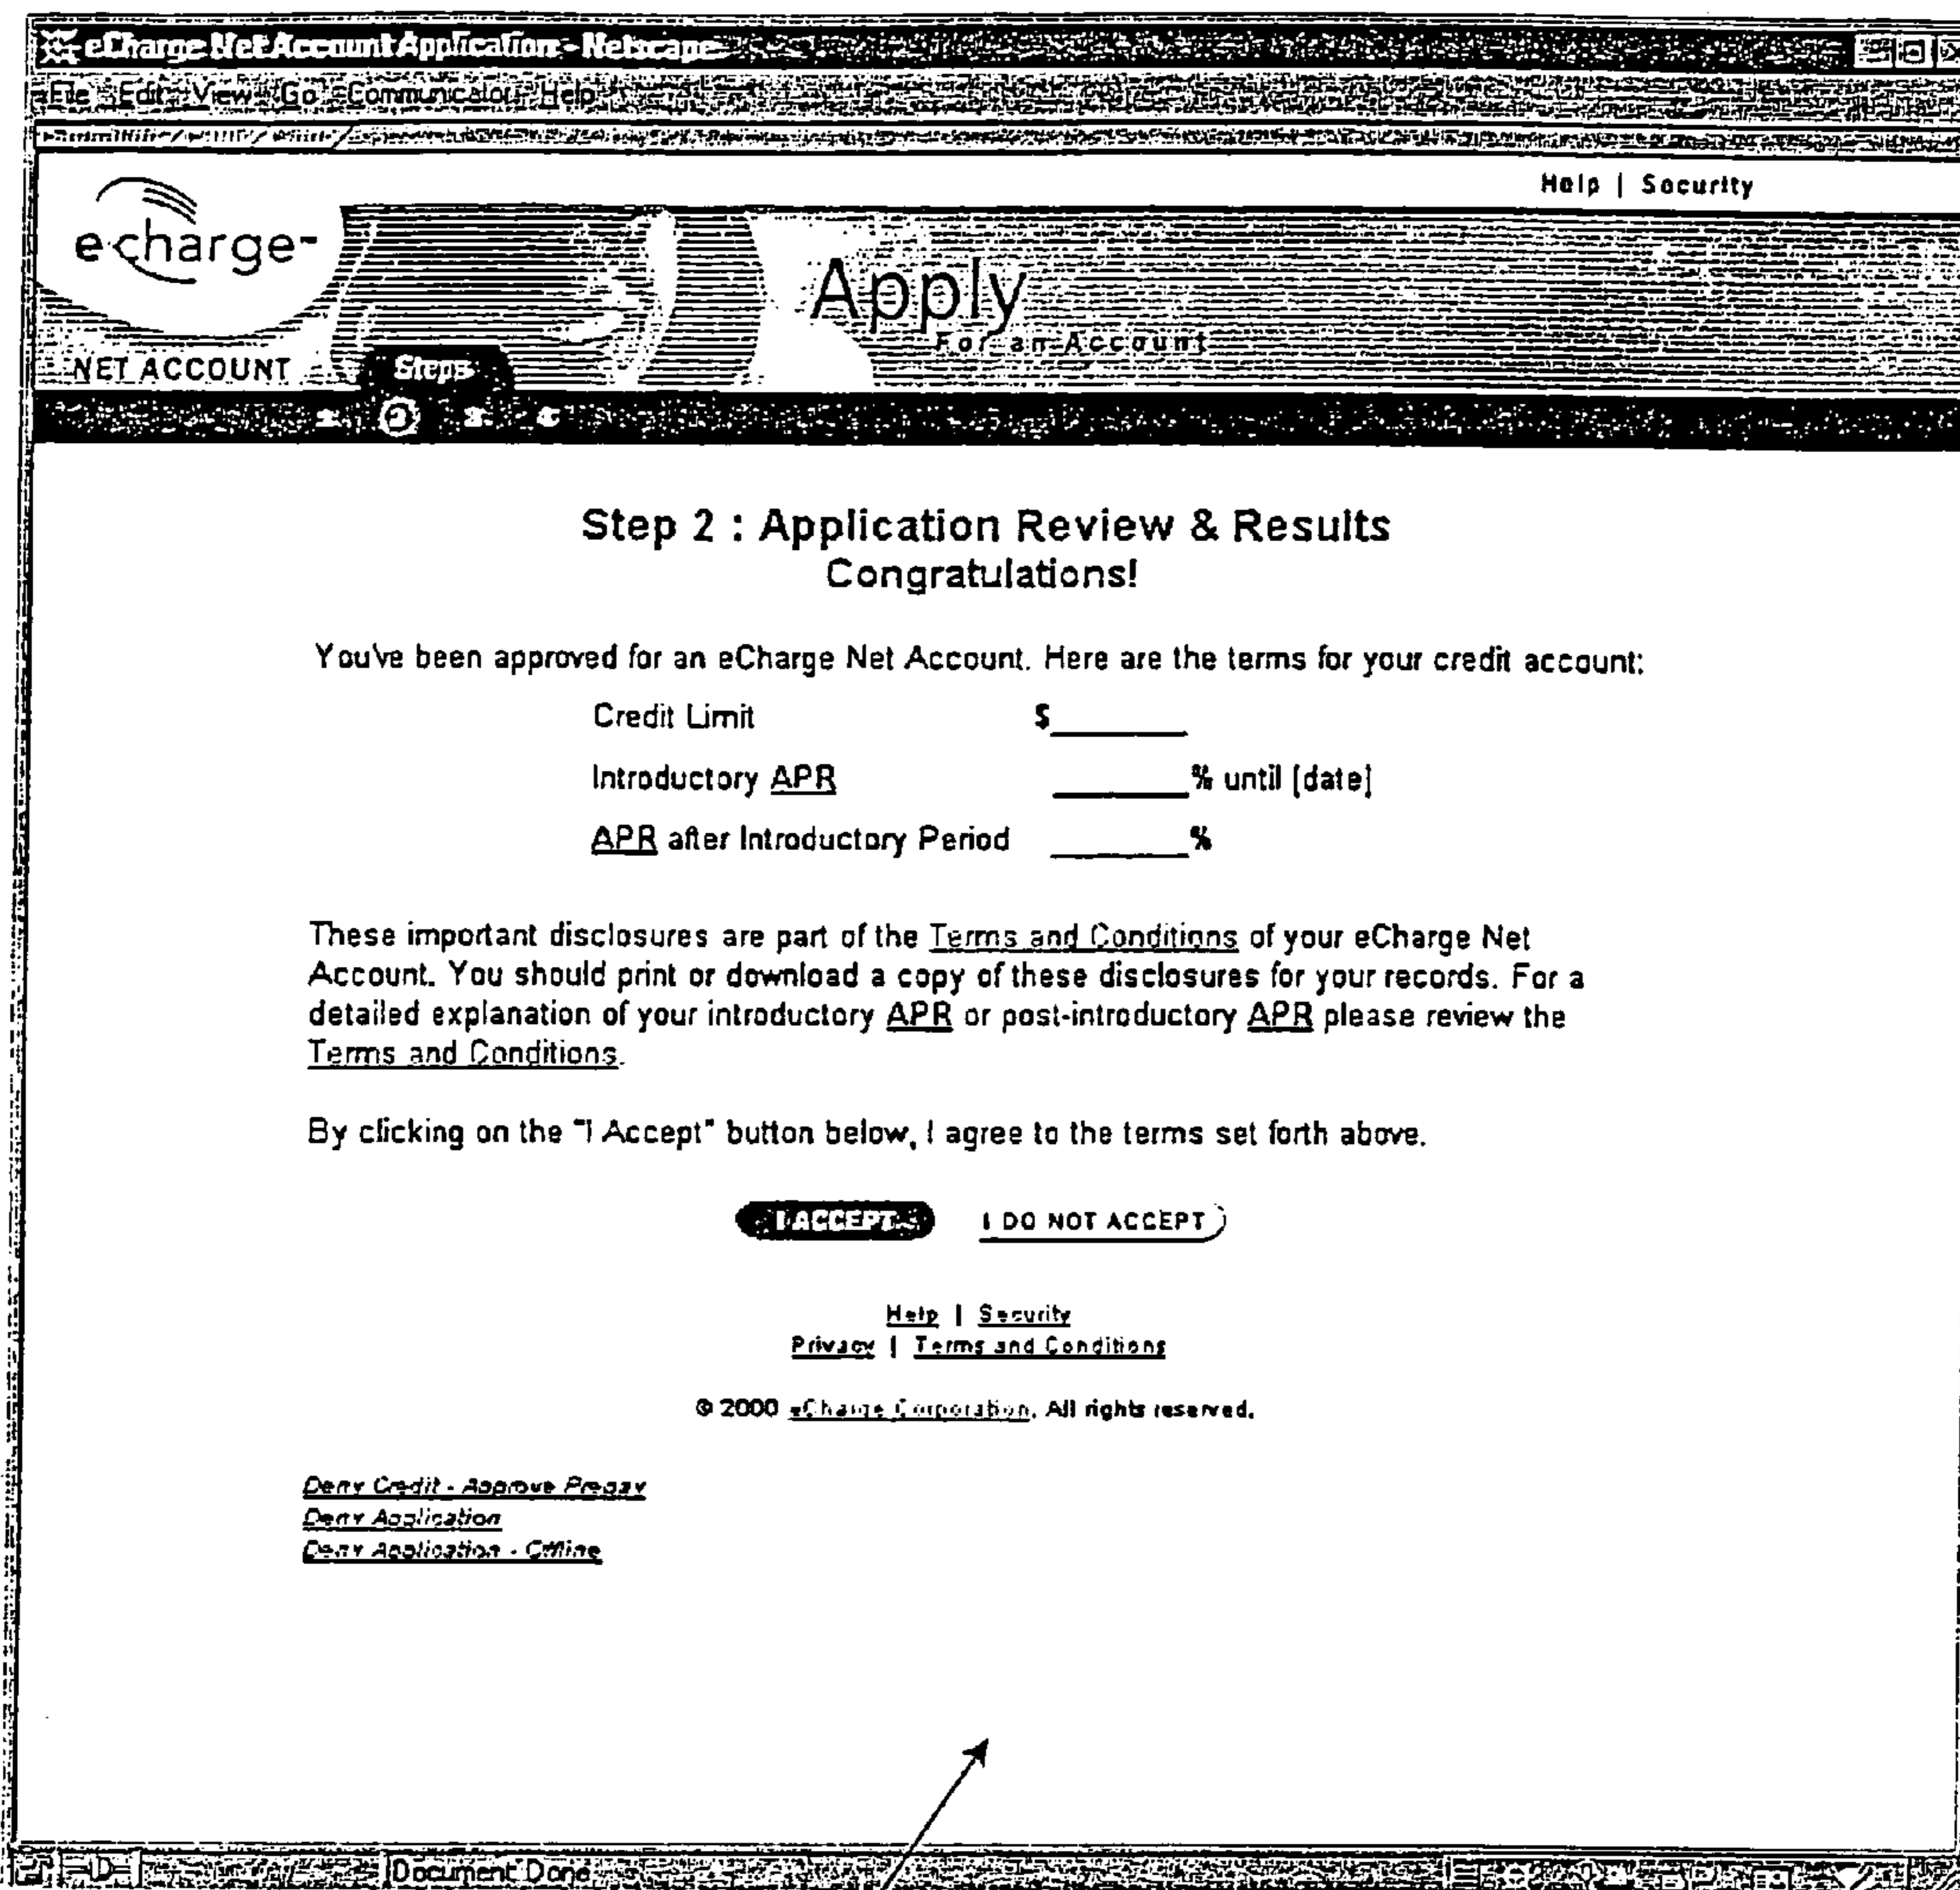 eCharge Net Account Application - Netscape
File Edit View Go Communicator Help
Help | Security
echarge
Apply
For an Account
NET ACCOUNT
Steps
Step 2 : Application Review & Results
Congratulations!
You've been approved for an eCharge Net Account. Here are the terms for your credit account:
Credit Limit $
Introductory APR % until [date]
APR after Introductory Period %
These important disclosures are part of the Terms and Conditions of your eCharge Net
Account. You should print or download a copy of these disclosures for your records. For a
detailed explanation of your introductory APR or post-introductory APR please review the
Terms and Conditions.
By clicking on the "I Accept" button below, I agree to the terms set forth above.
I ACCEPT I DO NOT ACCEPT
Help | Security
Privacy | Terms and Conditions
© 2000 eCharge Corporation. All rights reserved.
Deny Credit - Approve Prepay
Deny Application
Deny Application - Offline
Document Done